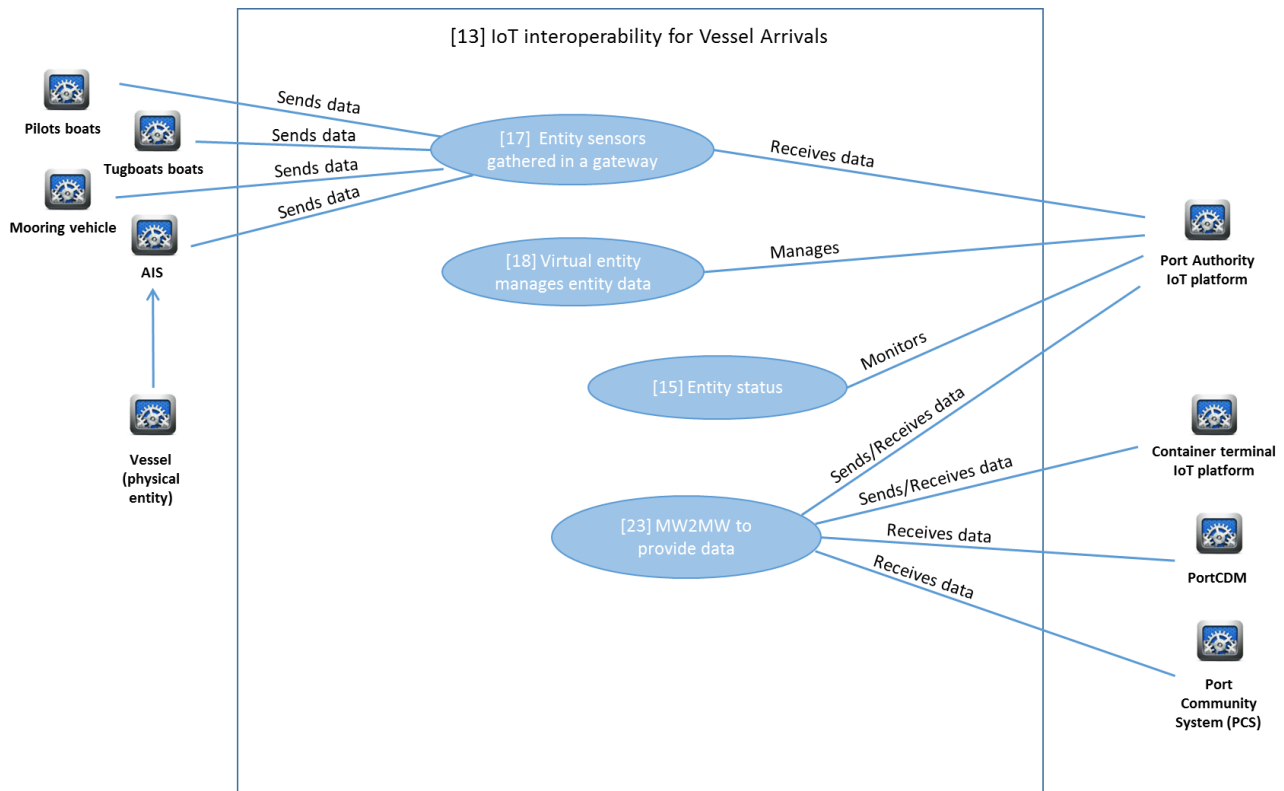 [13] IoT interoperability for Vessel Arrivals
Pilots boats
Sends data
Tugboats boats
Sends data
Mooring vehicle
Sends data
AIS
Sends data
[17] Entity sensors
gathered in a gateway
Receives data
[18] Virtual entity
manages entity data
Manages
Port Authority
IoT platform
Monitors
[15] Entity status
Vessel
(physical
entity)
Sends/Receives data
Sends/Receives data
Container terminal
IoT platform
[23] MW2MW to
provide data
Receives data
PortCDM
Receives data
Port
Community
System (PCS)